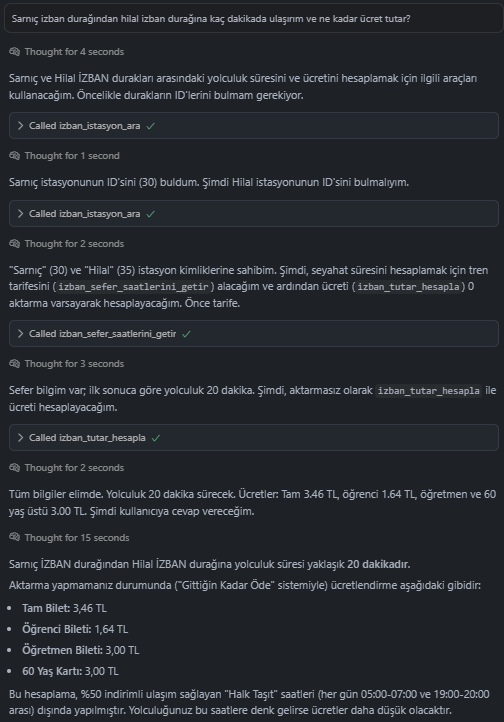 Sarnıç izban durağından hilal izban durağına kaç dakikada ulaşırım ve ne kadar ücret tutar?
Thought for 4 seconds
Sarnıç ve Hilal İZBAN durakları arasındaki yolculuk süresini ve ücretini hesaplamak için ilgili araçları
kullanacağım. Öncelikle durakların ID'lerini bulmam gerekiyor.
Called izban_istasyon_ara
Thought for 1 second
Sarnıç istasyonunun ID'sini (30) buldum. Şimdi Hilal istasyonunun ID'sini bulmalıyım.
Called izban_istasyon_ara
Thought for 2 seconds
"Sarnıç" (30) ve "Hilal" (35) istasyon kimliklerine sahibim. Şimdi, seyahat süresini hesaplamak için tren
tarifesini (izban_sefer_saatlerini_getir) alacağım ve ardından ücreti (izban_tutar_hesapla) 0
aktarma varsayarak hesaplayacağım. Önce tarife.
Called izban_sefer_saatlerini_getir
Thought for 3 seconds
Sefer bilgim var; ilk sonuca göre yolculuk 20 dakika. Şimdi, aktarmasız olarak izban_tutar_hesapla ile
ücreti hesaplayacağım.
Called izban_tutar_hesapla
Thought for 2 seconds
Tüm bilgiler elimde. Yolculuk 20 dakika sürecek. Ücretler: Tam 3.46 TL, öğrenci 1.64 TL, öğretmen ve 60
yaş üstü 3.00 TL. Şimdi kullanıcıya cevap vereceğim.
Thought for 15 seconds
Sarnıç İZBAN durağından Hilal İZBAN durağına yolculuk süresi yaklaşık 20 dakikadır.
Aktarma yapmamanız durumunda ("Gittiğin Kadar Öde" sistemiyle) ücretlendirme aşağıdaki gibidir:
• Tam Bilet: 3,46 TL
• Öğrenci Bileti: 1,64 TL
• Öğretmen Bileti: 3,00 TL
• 60 Yaş Kartı: 3,00 TL
Bu hesaplama, %50 indirimli ulaşım sağlayan "Halk Taşıt" saatleri (her gün 05:00-07:00 ve 19:00-20:00
arası) dışında yapılmıştır. Yolculuğunuz bu saatlere denk gelirse ücretler daha düşük olacaktır.